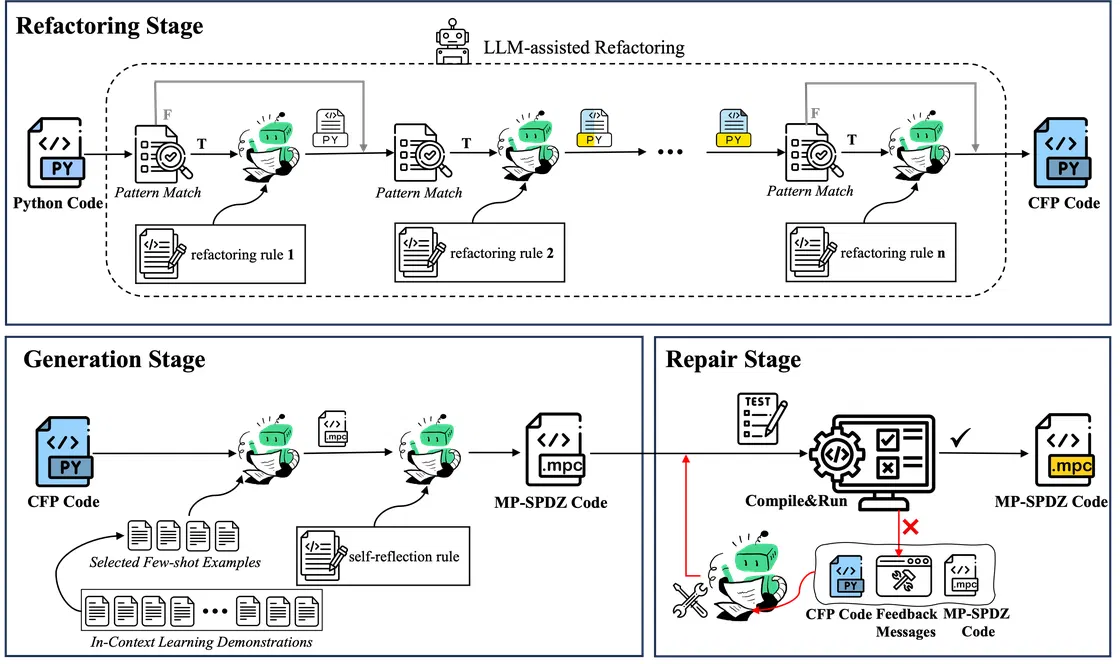 Refactoring Stage
LLM-assisted Refactoring
F
T
PY
T
PY
PY
F
T
PY
Python Code
Pattern Match
Pattern Match
Pattern Match
PY
CFP Code
refactoring rule 1
refactoring rule 2
refactoring rule n
Generation Stage
PY
CFP Code
.mpc
.mpc
MP-SPDZ Code
Selected Few-shot Examples
self-reflection rule
In-Context Learning Demonstrations
Repair Stage
TEST
Compile&Run
.mpc
MP-SPDZ Code
PY
.mpc
CFP Code
Feedback
Messages
MP-SPDZ
Code